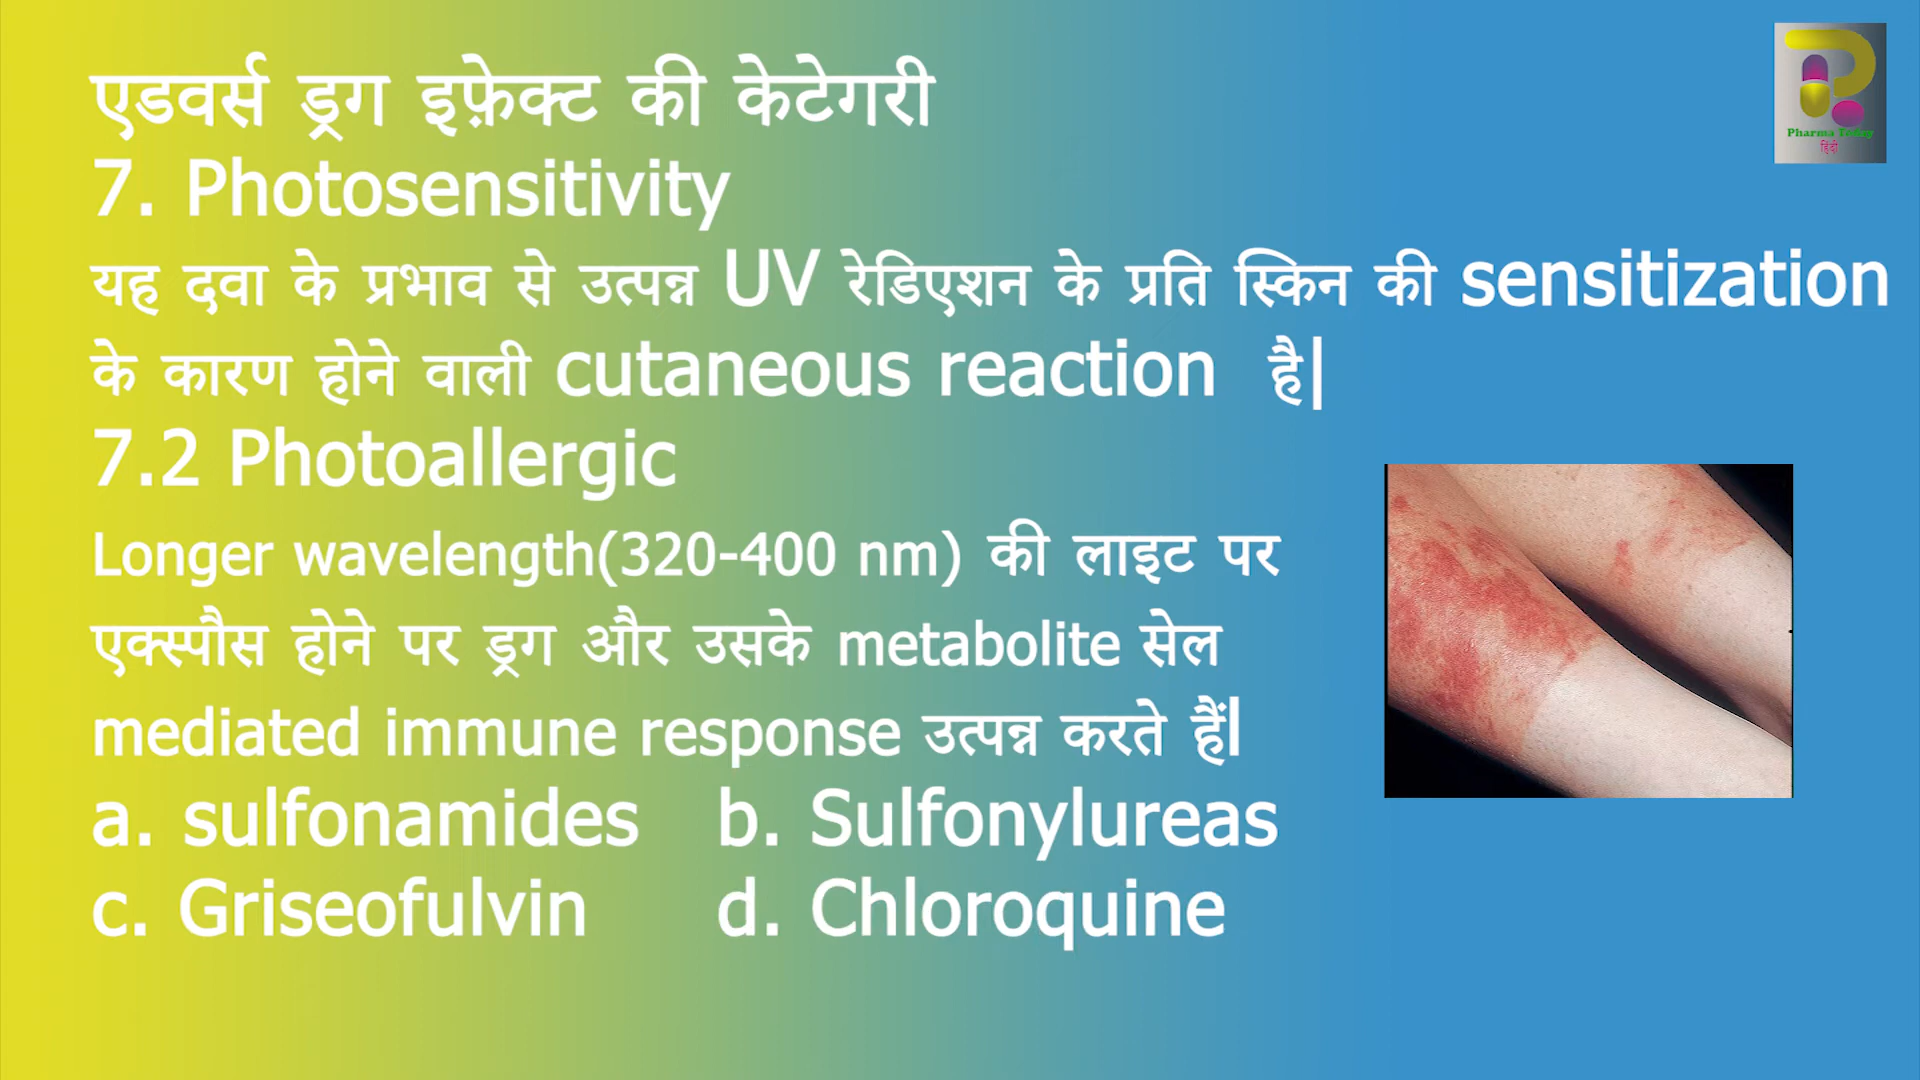 एडवर्स ड्रग इफ़ेक्ट की केटेगरी
7. Photosensitivity
यह दवा के प्रभाव से उत्पन्न UV रेडिएशन के प्रति स्किन की sensitization
के कारण होने वाली cutaneous reaction है|
7.2 Photoallergic
Longer wavelength(320-400 nm) की लाइट पर
एक्स्पौस होने पर ड्रग और उसके metabolite सेल
mediated immune response उत्पन्न करते हैंl
a. sulfonamides b. Sulfonylureas
c. Griseofulvin d. Chloroquine
Pharma Today
हिंदी